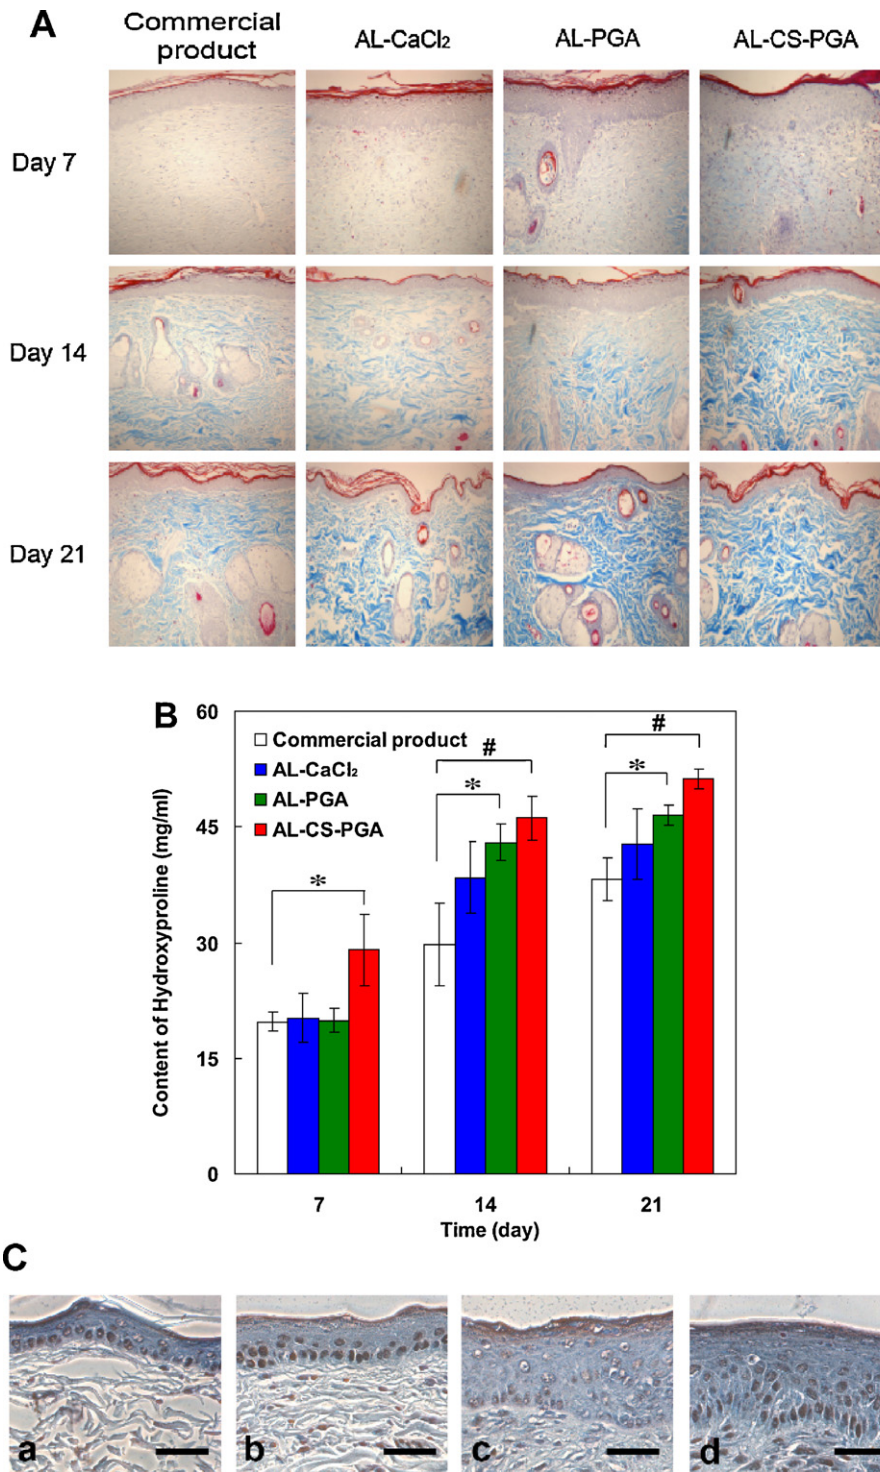 A
Commercial
product
AL-CaCl₂
AL-PGA
AL-CS-PGA
Day 7
Day 14
Day 21
B
60
45
30
15
0
Content of Hydroxyproline (mg/ml)
Commercial product
AL-CaCl₂
AL-PGA
AL-CS-PGA
*
*
#
*
#
7
14
21
Time (day)
C
a
b
c
d